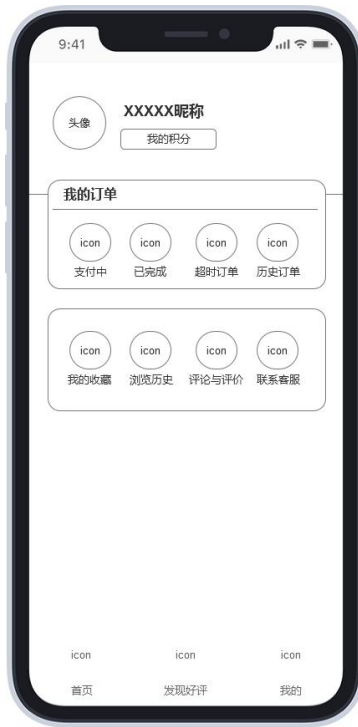 9:41
头像
XXXXX昵称
我的积分
我的订单
icon icon icon icon
支付中 已完成 超时订单 历史订单
icon icon icon icon
我的收藏 浏览历史 评论与评价 联系客服
icon icon icon
首页 发现好评 我的